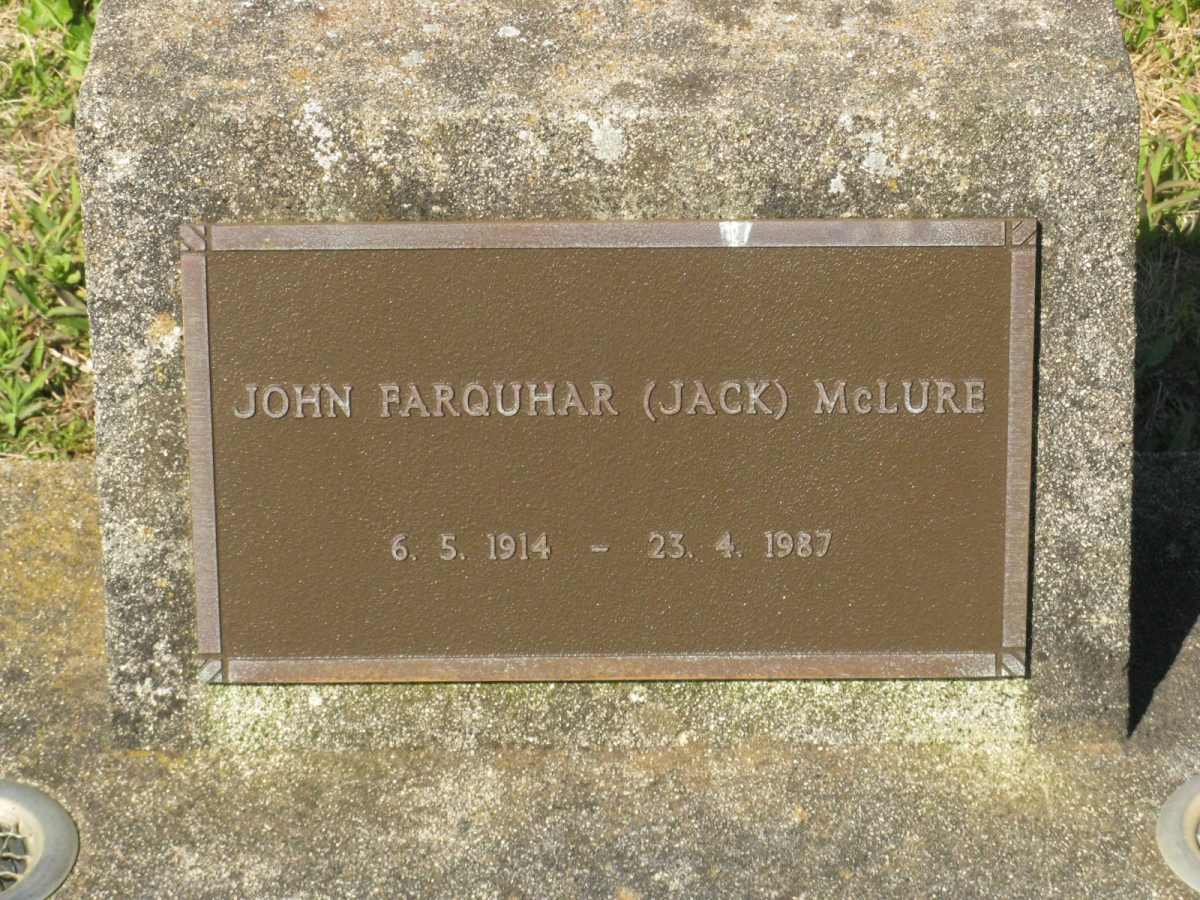 JOHN FARQUHAR (JACK) McLURE
6. 5. 1914 - 23. 4. 1987